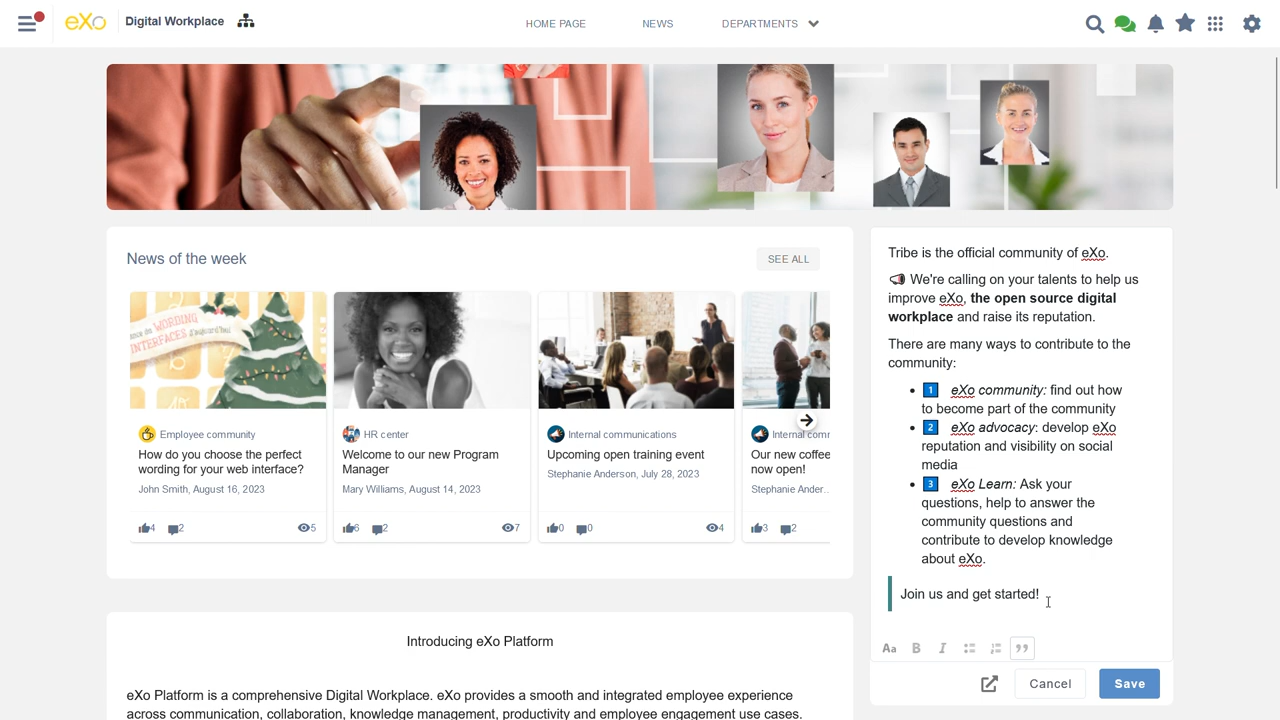 eXo
Digital Workplace
HOME PAGE
NEWS
DEPARTMENTS
News of the week
SEE ALL
WORDING
INTERFACES
Employee community
How do you choose the perfect
wording for your web interface?
John Smith, August 16, 2023
4
2
5
HR center
Welcome to our new Program
Manager
Mary Williams, August 14, 2023
6
2
7
Internal communications
Upcoming open training event
Stephanie Anderson, July 28, 2023
0
0
4
Internal comm
Our new coffee
now open!
Stephanie Ander...
3
2
Introducing eXo Platform
eXo Platform is a comprehensive Digital Workplace. eXo provides a smooth and integrated employee experience
across communication, collaboration, knowledge management, productivity and employee engagement use cases.
Tribe is the official community of eXo.
📢 We're calling on your talents to help us
improve eXo, the open source digital
workplace and raise its reputation.
There are many ways to contribute to the
community:
• 1 eXo community: find out how
to become part of the community
• 2 eXo advocacy: develop eXo
reputation and visibility on social
media
• 3 eXo Learn: Ask your
questions, help to answer the
community questions and
contribute to develop knowledge
about eXo.
Join us and get started!
Aa B I
Cancel
Save